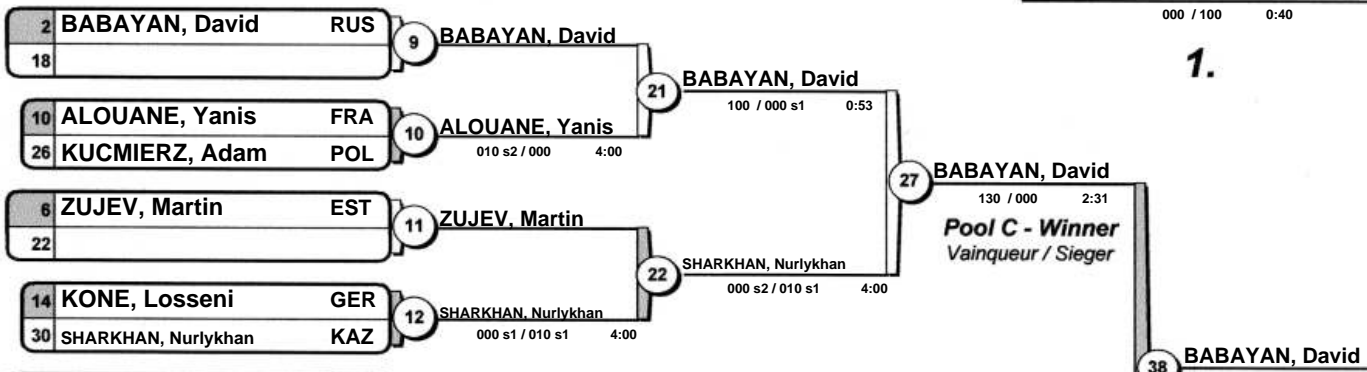 000 / 100 0:40
1.
2 BABAYAN, David RUS
18
9 BABAYAN, David
10 ALOUANE, Yanis FRA
26 KUCMIERZ, Adam POL
10 ALOUANE, Yanis
010 s2 / 000 4:00
21 BABAYAN, David
100 / 000 s1 0:53
6 ZUJEV, Martin EST
22
11 ZUJEV, Martin
14 KONE, Losseni GER
30 SHARKHAN, Nurlykhan KAZ
12 SHARKHAN, Nurlykhan
000 s1 / 010 s1 4:00
22 SHARKHAN, Nurlykhan
000 s2 / 010 s1 4:00
27 BABAYAN, David
130 / 000 2:31
Pool C - Winner
Vainqueur / Sieger
38 BABAYAN, David